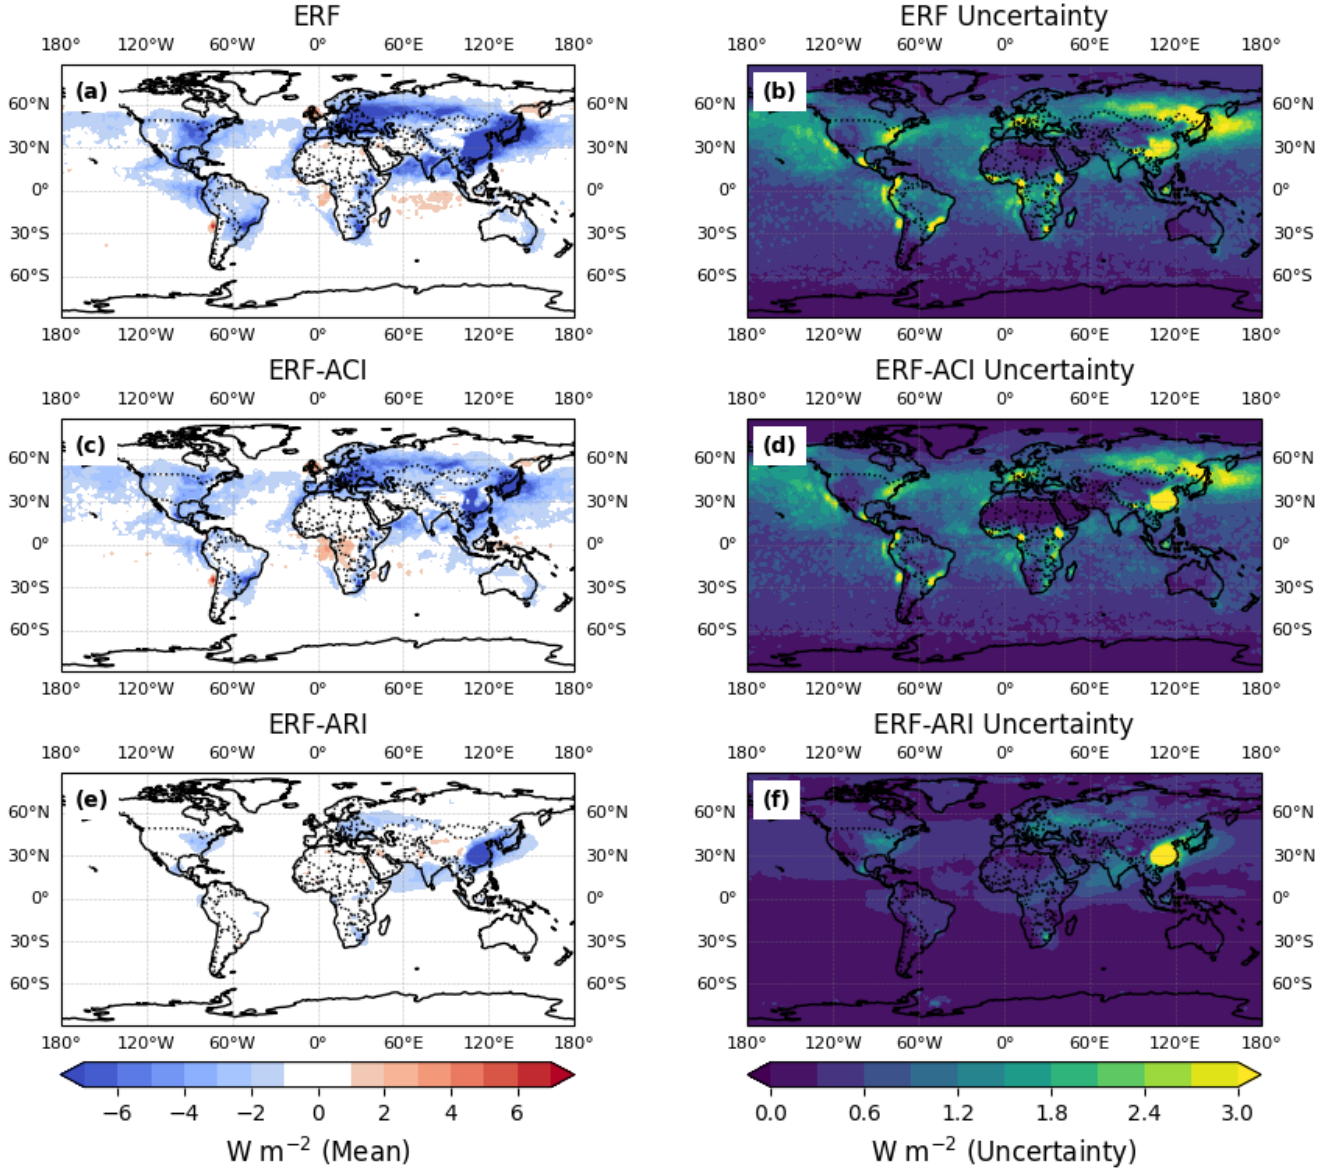 ERF
ERF Uncertainty
180° 120°W 60°W 0° 60°E 120°E 180°
180° 120°W 60°W 0° 60°E 120°E 180°
(a)
(b)
60°N 60°N 60°N 60°N
30°N 30°N 30°N 30°N
0° 0° 0° 0°
30°S 30°S 30°S 30°S
60°S 60°S 60°S 60°S
180° 120°W 60°W 0° 60°E 120°E 180°
180° 120°W 60°W 0° 60°E 120°E 180°
ERF-ACI
ERF-ACI Uncertainty
180° 120°W 60°W 0° 60°E 120°E 180°
180° 120°W 60°W 0° 60°E 120°E 180°
(c)
(d)
60°N 60°N 60°N 60°N
30°N 30°N 30°N 30°N
0° 0° 0° 0°
30°S 30°S 30°S 30°S
60°S 60°S 60°S 60°S
180° 120°W 60°W 0° 60°E 120°E 180°
180° 120°W 60°W 0° 60°E 120°E 180°
ERF-ARI
ERF-ARI Uncertainty
180° 120°W 60°W 0° 60°E 120°E 180°
180° 120°W 60°W 0° 60°E 120°E 180°
(e)
(f)
60°N 60°N 60°N 60°N
30°N 30°N 30°N 30°N
0° 0° 0° 0°
30°S 30°S 30°S 30°S
60°S 60°S 60°S 60°S
180° 120°W 60°W 0° 60°E 120°E 180°
180° 120°W 60°W 0° 60°E 120°E 180°
−6 −4 −2 0 2 4 6
0.0 0.6 1.2 1.8 2.4 3.0
W m⁻² (Mean)
W m⁻² (Uncertainty)